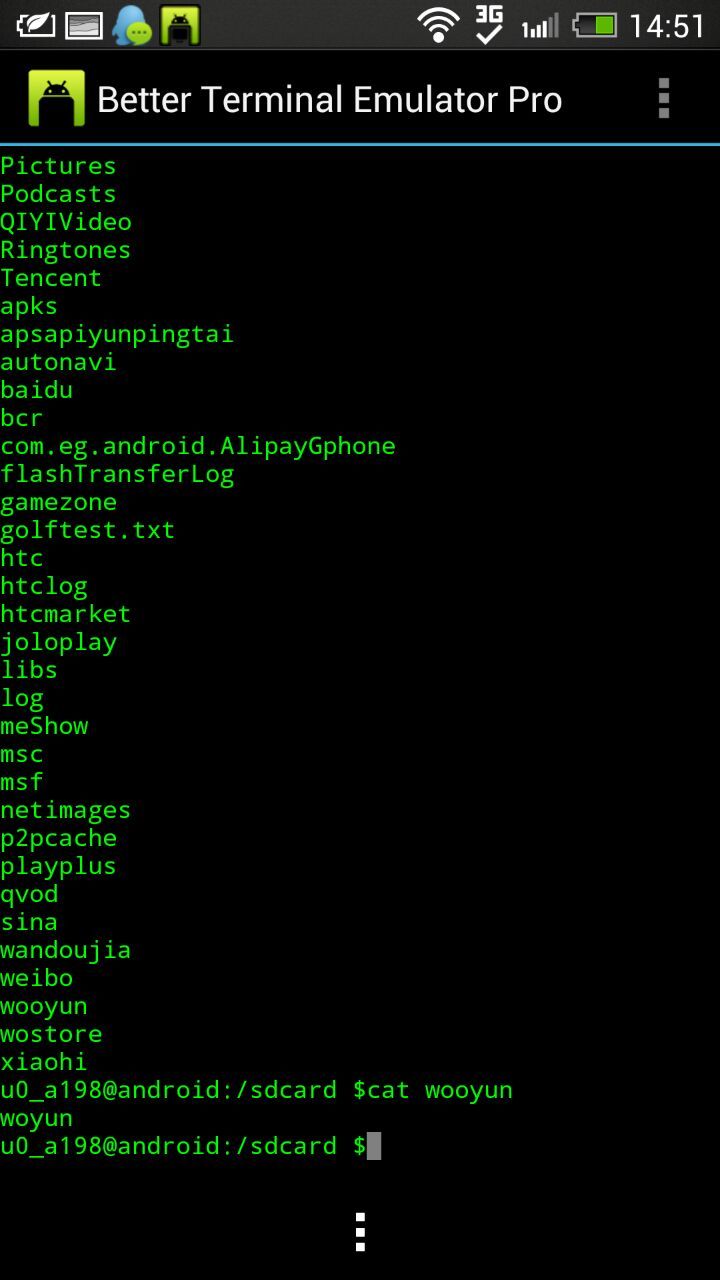 3G
14:51
Better Terminal Emulator Pro
Pictures
Podcasts
QIYIVideo
Ringtones
Tencent
apks
apsapiyunpingtai
autonavi
baidu
bcr
com.eg.android.AlipayGphone
flashTransferLog
gamezone
golftest.txt
htc
htclog
htcmarket
joloplay
libs
log
meShow
msc
msf
netimages
p2pcache
playplus
qvod
sina
wandoujia
weibo
wooyun
wostore
xiaohi
u0_a198@android:/sdcard $cat wooyun
woyun
u0_a198@android:/sdcard $